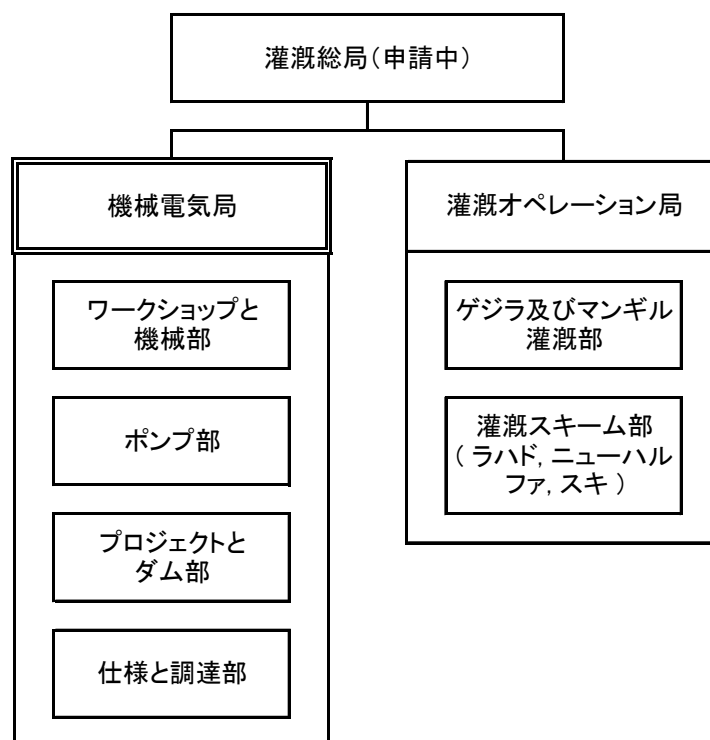 灌漑総局（申請中）
機械電気局
ワークショップと
機械部
ポンプ部
プロジェクトと
ダム部
仕様と調達部
灌漑オペレーション局
ゲジラ及びマンギル
灌漑部
灌漑スキーム部
( ラハド, ニューハル
ファ, スキ )